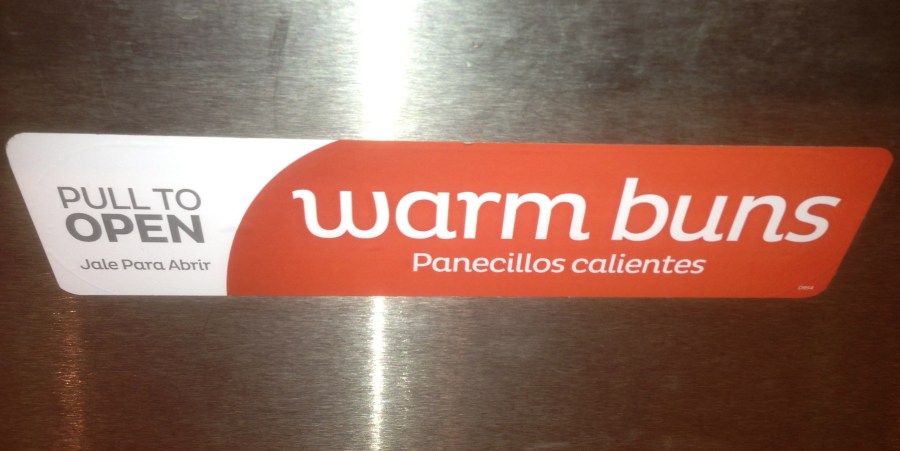 PULL TO
OPEN
Jale Para Abrir
warm buns
Panecillos calientes